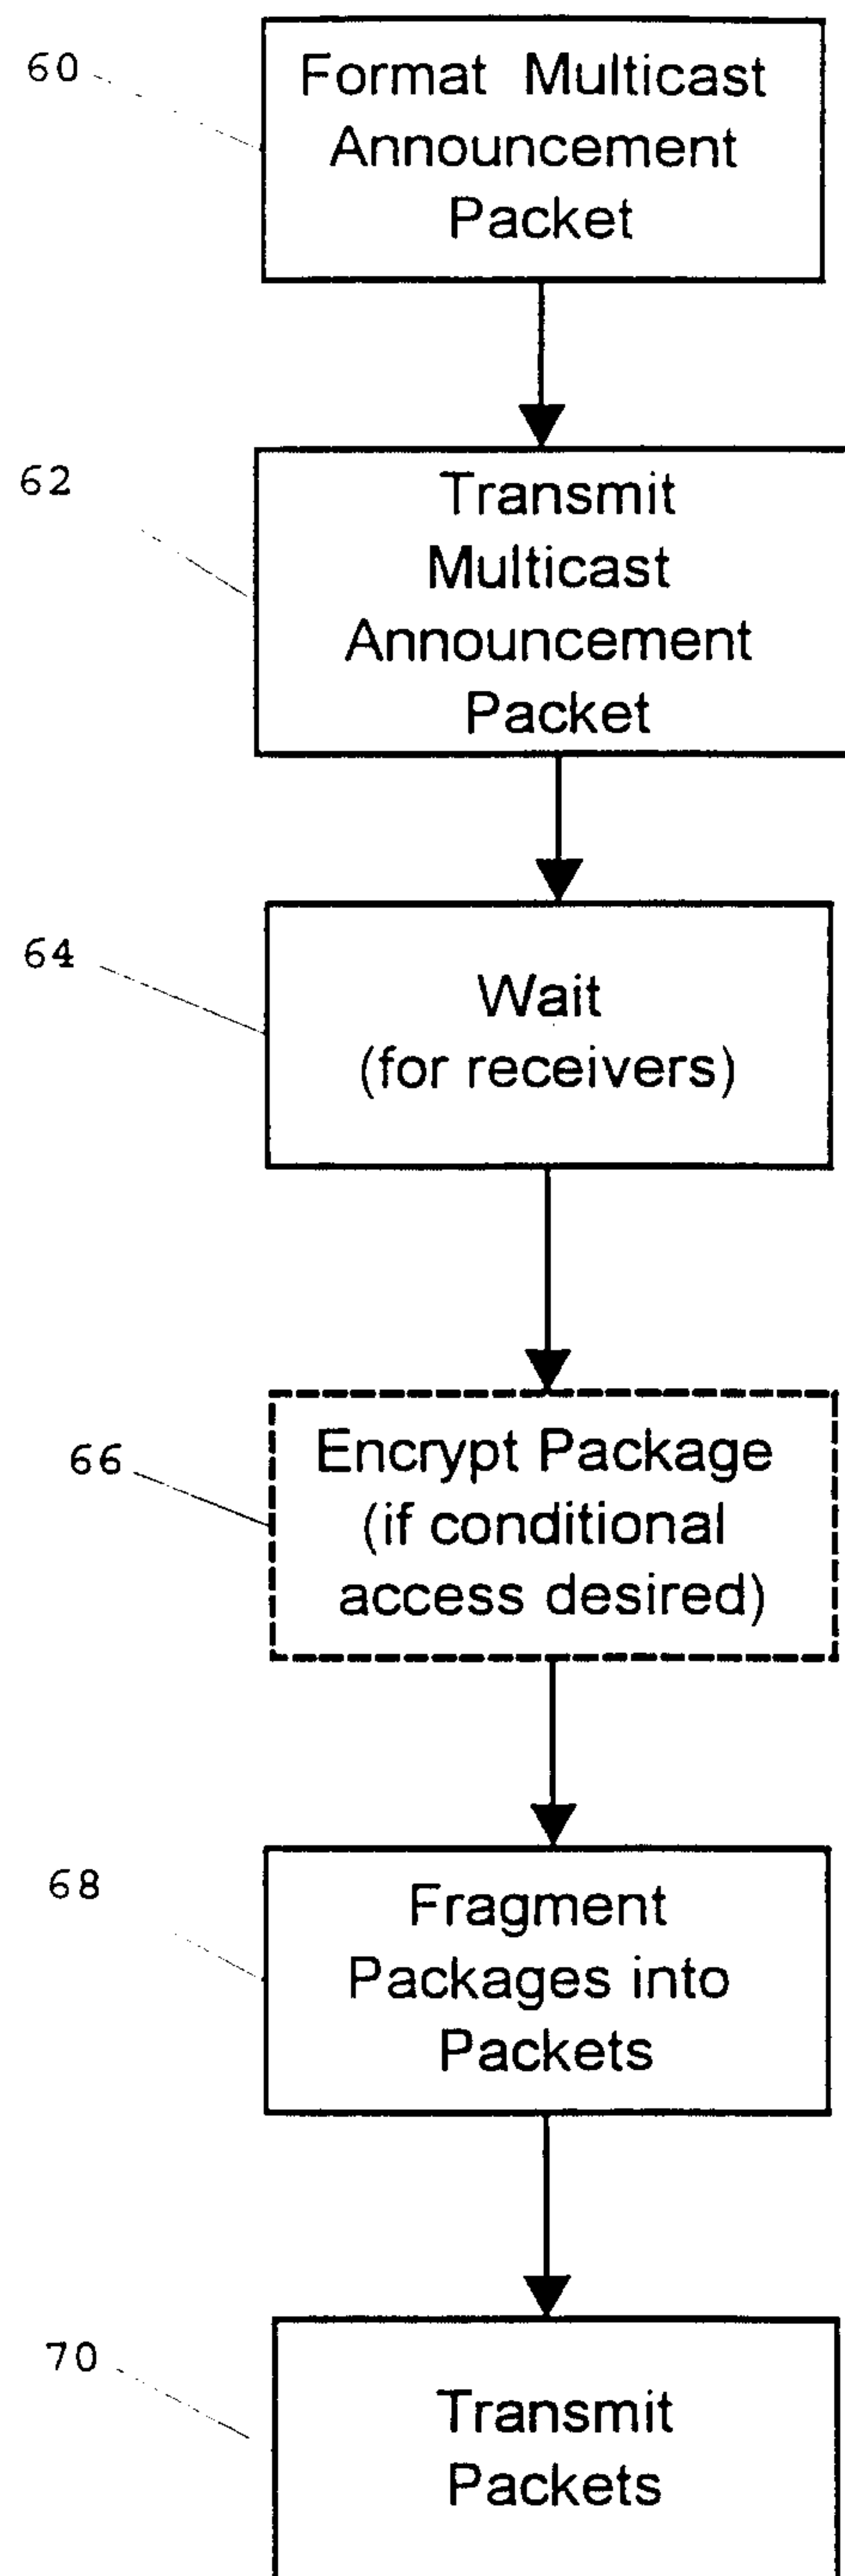 60
Format Multicast
Announcement
Packet
62
Transmit
Multicast
Announcement
Packet
64
Wait
(for receivers)
66
Encrypt Package
(if conditional
access desired)
68
Fragment
Packages into
Packets
70
Transmit
Packets